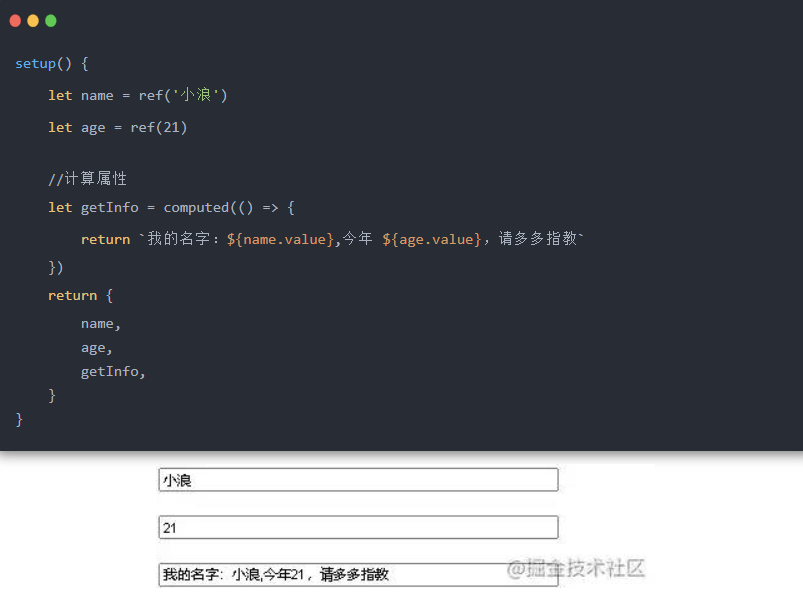 setup() {
let name = ref('小浪')
let age = ref(21)
//计算属性
let getInfo = computed(() => {
return `我的名字：${name.value},今年 ${age.value}，请多多指教`
})
return {
name,
age,
getInfo,
}
}
小浪
21
我的名字：小浪,今年21，请多多指教
@掘金技术社区